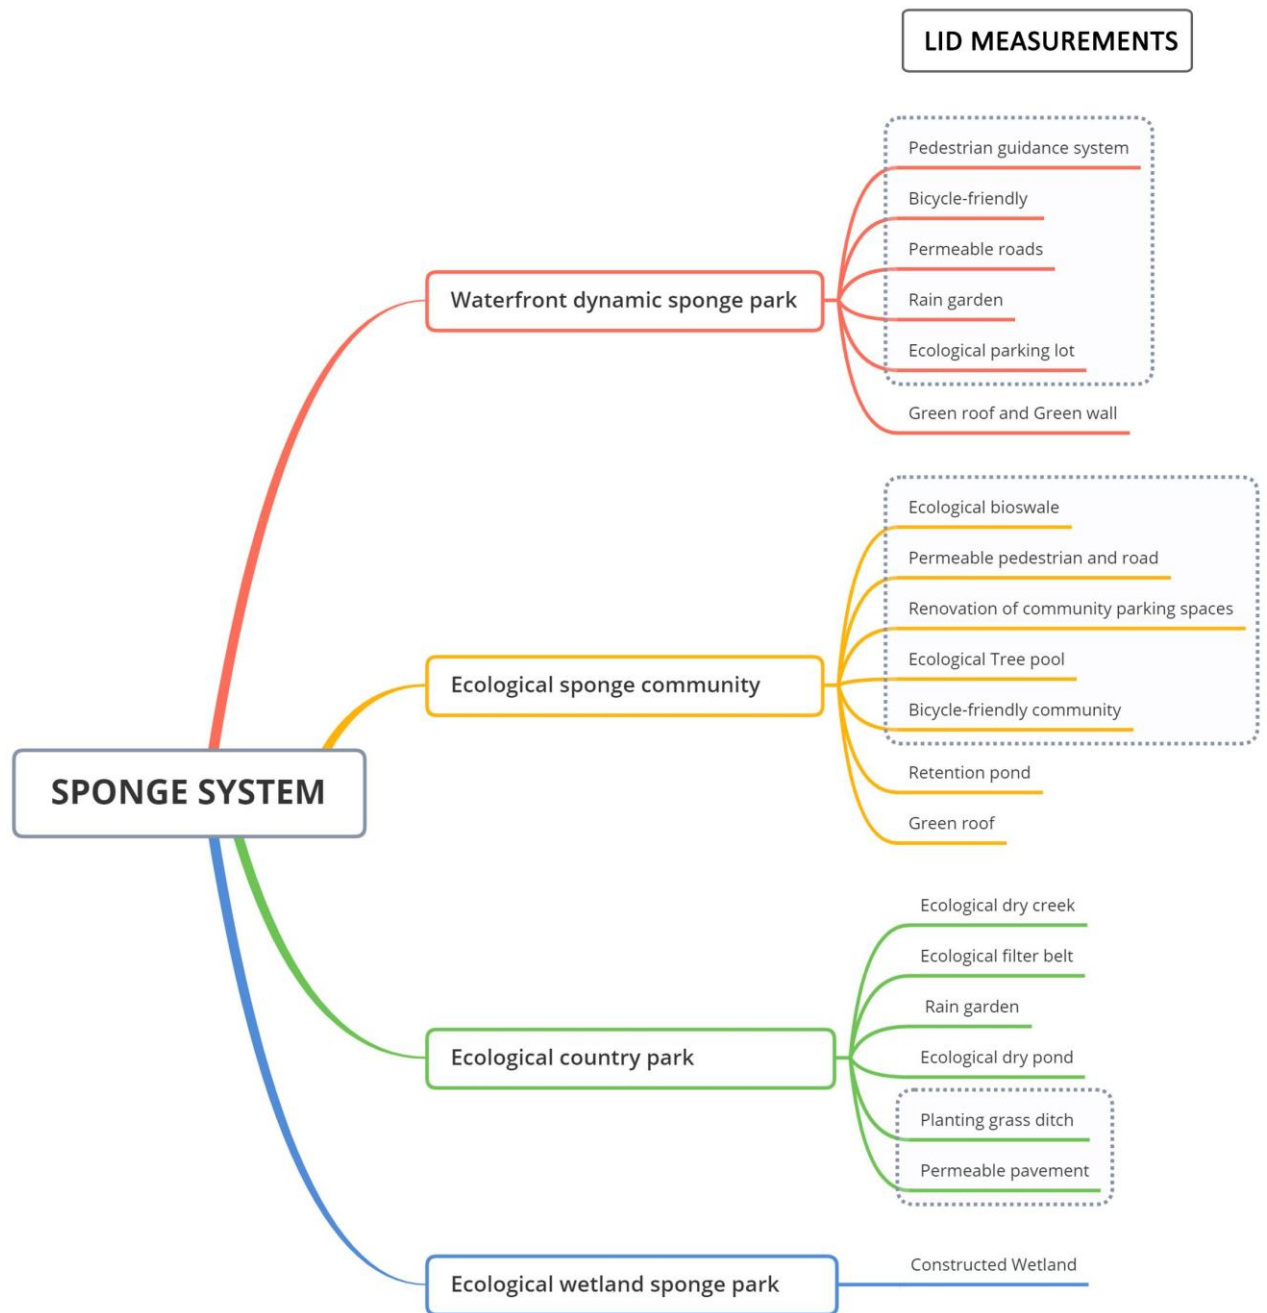 LID MEASUREMENTS
Pedestrian guidance system
Bicycle-friendly
Permeable roads
Waterfront dynamic sponge park
Rain garden
Ecological parking lot
Green roof and Green wall
Ecological bioswale
Permeable pedestrian and road
Renovation of community parking spaces
Ecological Tree pool
Ecological sponge community
Bicycle-friendly community
Retention pond
SPONGE SYSTEM
Green roof
Ecological dry creek
Ecological filter belt
Rain garden
Ecological country park
Ecological dry pond
Planting grass ditch
Permeable pavement
Ecological wetland sponge park
Constructed Wetland